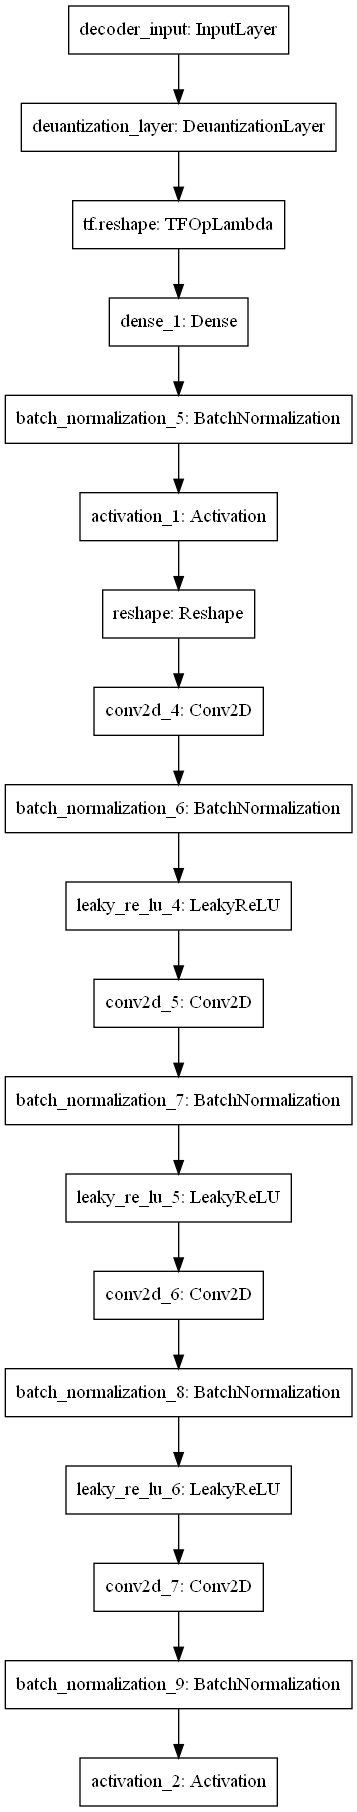 decoder_input: InputLayer
deuantization_layer: DeuantizationLayer
tf.reshape: TFOpLambda
dense_1: Dense
batch_normalization_5: BatchNormalization
activation_1: Activation
reshape: Reshape
conv2d_4: Conv2D
batch_normalization_6: BatchNormalization
leaky_re_lu_4: LeakyReLU
conv2d_5: Conv2D
batch_normalization_7: BatchNormalization
leaky_re_lu_5: LeakyReLU
conv2d_6: Conv2D
batch_normalization_8: BatchNormalization
leaky_re_lu_6: LeakyReLU
conv2d_7: Conv2D
batch_normalization_9: BatchNormalization
activation_2: Activation